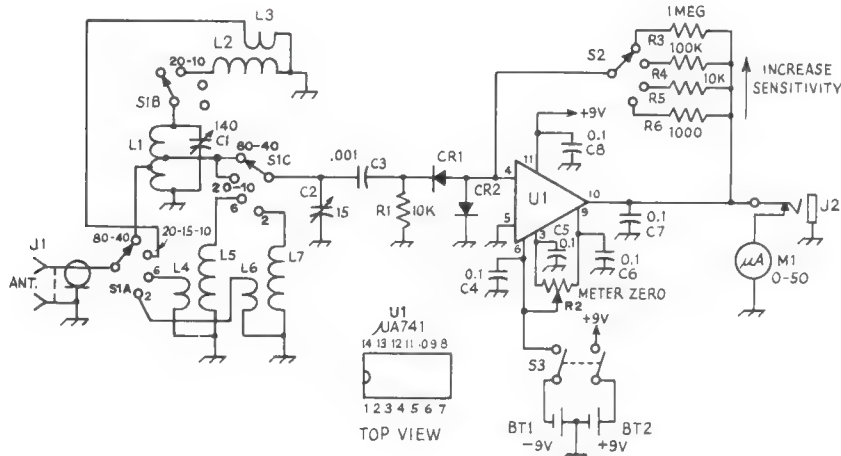 L3
1 MEG
L2
R3
100K
20-10
S2
R4
10K
INCREASE
SENSITIVITY
R5
S1B
+9V
R6
1000
140
C1
80-40
0.1
C8
L1
S1C
.001
C3
CR1
11
4
U1
CR2
10
20-10
C2
15
R1
10K
6
2
5
9
J2
J1
80-40
20-15-10
6
3
C5
0.1
0.1
C7
L5
L7
0.1
C4
0.1
C6
μA
M1
0-50
ANT.
S1A
6
2
L4
L6
R2
METER ZERO
U1
μA741
14 13 12 11 10 9 8
+9V
S3
1 2 3 4 5 6 7
TOP VIEW
BT1
-9V
BT2
+9V